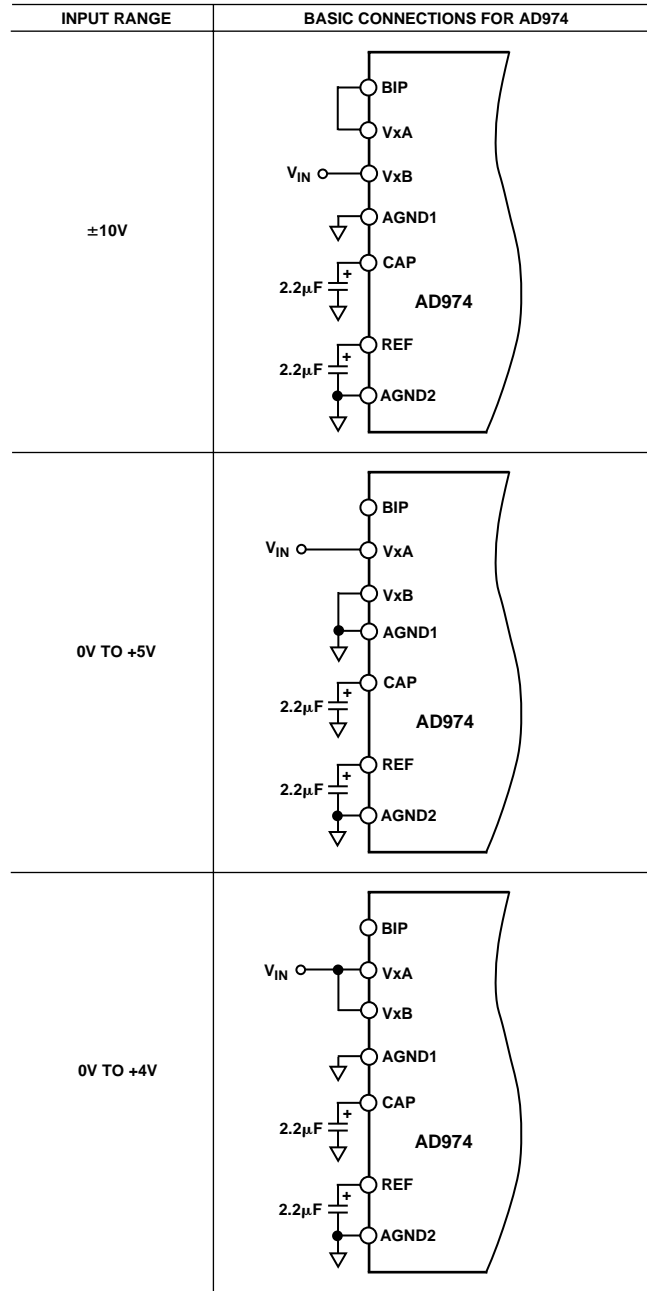 INPUT RANGE BASIC CONNECTIONS FOR AD974
BIP
VxA
VIN VxB
AGND1
±10V
CAP
+
2.2μF
AD974
REF
+
2.2μF
AGND2
BIP
VIN VxA
VxB
AGND1
0V TO +5V
CAP
+
2.2μF
AD974
REF
+
2.2μF
AGND2
BIP
VIN VxA
VxB
AGND1
0V TO +4V
CAP
+
2.2μF
AD974
REF
+
2.2μF
AGND2